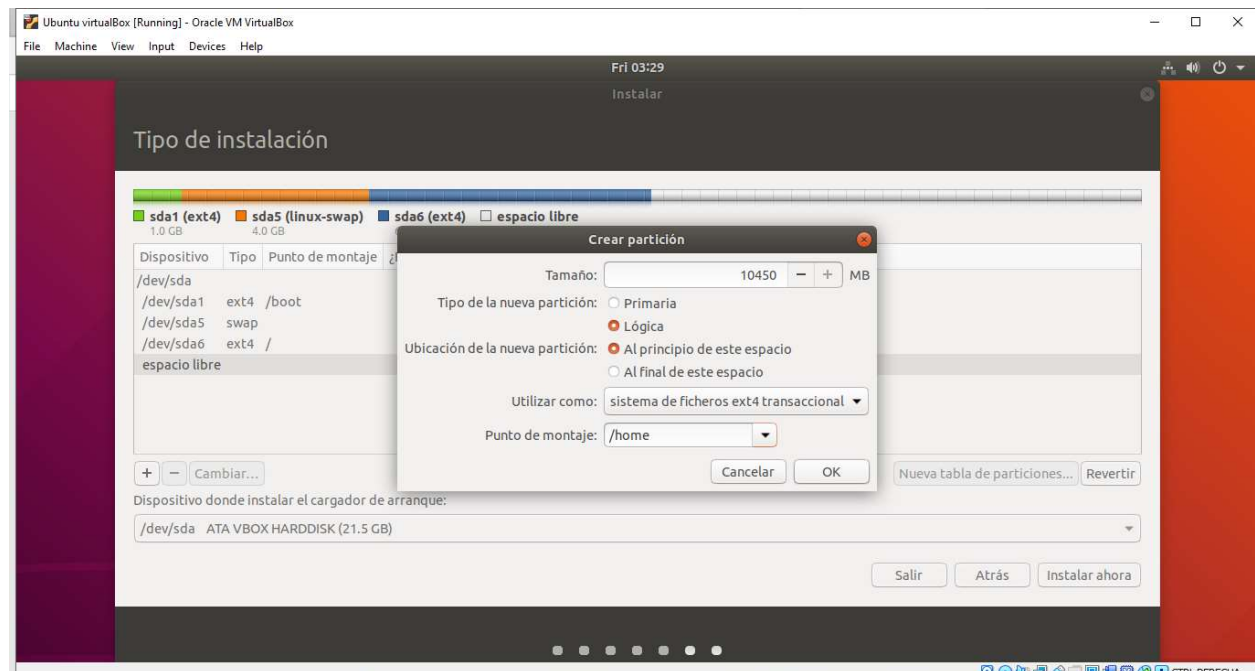 Ubuntu virtualBox [Running] - Oracle VM VirtualBox
File Machine View Input Devices Help
Fri 03:29
Instalar
Tipo de instalación
sda1 (ext4) sda5 (linux-swap) sda6 (ext4) espacio libre
1.0 GB 4.0 GB
Crear partición
Dispositivo Tipo Punto de montaje
Tamaño: 10450 − + MB
/dev/sda
Tipo de la nueva partición: Primaria
/dev/sda1 ext4 /boot
Lógica
/dev/sda5 swap
/dev/sda6 ext4 /
Ubicación de la nueva partición: Al principio de este espacio
espacio libre
Al final de este espacio
Utilizar como: sistema de ficheros ext4 transaccional
Punto de montaje: /home
Cancelar OK
+ − Cambiar... Nueva tabla de particiones... Revertir
Dispositivo donde instalar el cargador de arranque:
/dev/sda ATA VBOX HARDDISK (21.5 GB)
Salir Atrás Instalar ahora
CTRL DERECHA